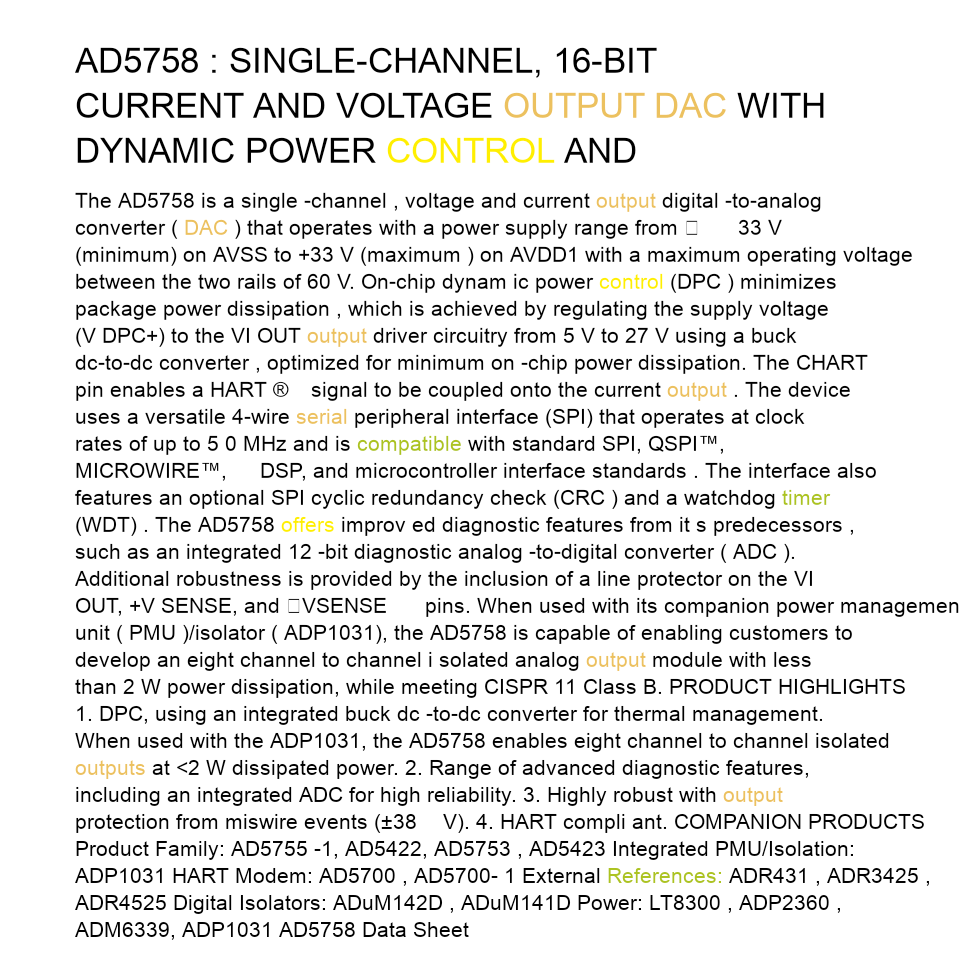 AD5758 : SINGLE-CHANNEL, 16-BIT
CURRENT AND VOLTAGE OUTPUT DAC WITH
DYNAMIC POWER CONTROL AND
The AD5758 is a single -channel , voltage and current output digital -to-analog
converter ( DAC ) that operates with a power supply range from □ 33 V
(minimum) on AVSS to +33 V (maximum ) on AVDD1 with a maximum operating voltage
between the two rails of 60 V. On-chip dynam ic power control (DPC ) minimizes
package power dissipation , which is achieved by regulating the supply voltage
(V DPC+) to the VI OUT output driver circuitry from 5 V to 27 V using a buck
dc-to-dc converter , optimized for minimum on -chip power dissipation. The CHART
pin enables a HART ® signal to be coupled onto the current output . The device
uses a versatile 4-wire serial peripheral interface (SPI) that operates at clock
rates of up to 5 0 MHz and is compatible with standard SPI, QSPI™,
MICROWIRE™, DSP, and microcontroller interface standards . The interface also
features an optional SPI cyclic redundancy check (CRC ) and a watchdog timer
(WDT) . The AD5758 offers improv ed diagnostic features from it s predecessors ,
such as an integrated 12 -bit diagnostic analog -to-digital converter ( ADC ).
Additional robustness is provided by the inclusion of a line protector on the VI
OUT, +V SENSE, and □VSENSE pins. When used with its companion power managemen
unit ( PMU )/isolator ( ADP1031), the AD5758 is capable of enabling customers to
develop an eight channel to channel i solated analog output module with less
than 2 W power dissipation, while meeting CISPR 11 Class B. PRODUCT HIGHLIGHTS
1. DPC, using an integrated buck dc -to-dc converter for thermal management.
When used with the ADP1031, the AD5758 enables eight channel to channel isolated
outputs at <2 W dissipated power. 2. Range of advanced diagnostic features,
including an integrated ADC for high reliability. 3. Highly robust with output
protection from miswire events (±38 V). 4. HART compli ant. COMPANION PRODUCTS
Product Family: AD5755 -1, AD5422, AD5753 , AD5423 Integrated PMU/Isolation:
ADP1031 HART Modem: AD5700 , AD5700- 1 External References: ADR431 , ADR3425 ,
ADR4525 Digital Isolators: ADuM142D , ADuM141D Power: LT8300 , ADP2360 ,
ADM6339, ADP1031 AD5758 Data Sheet